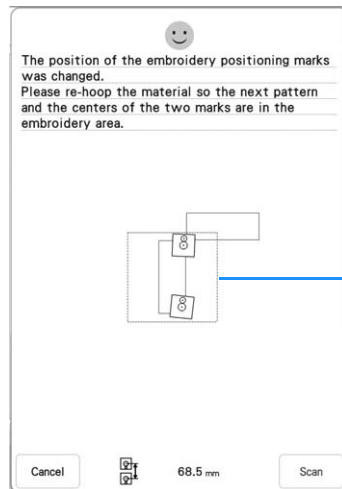 The position of the embroidery positioning marks
was changed.
Please re-hoop the material so the next pattern
and the centers of the two marks are in the
embroidery area.
Cancel
68.5 mm
Scan